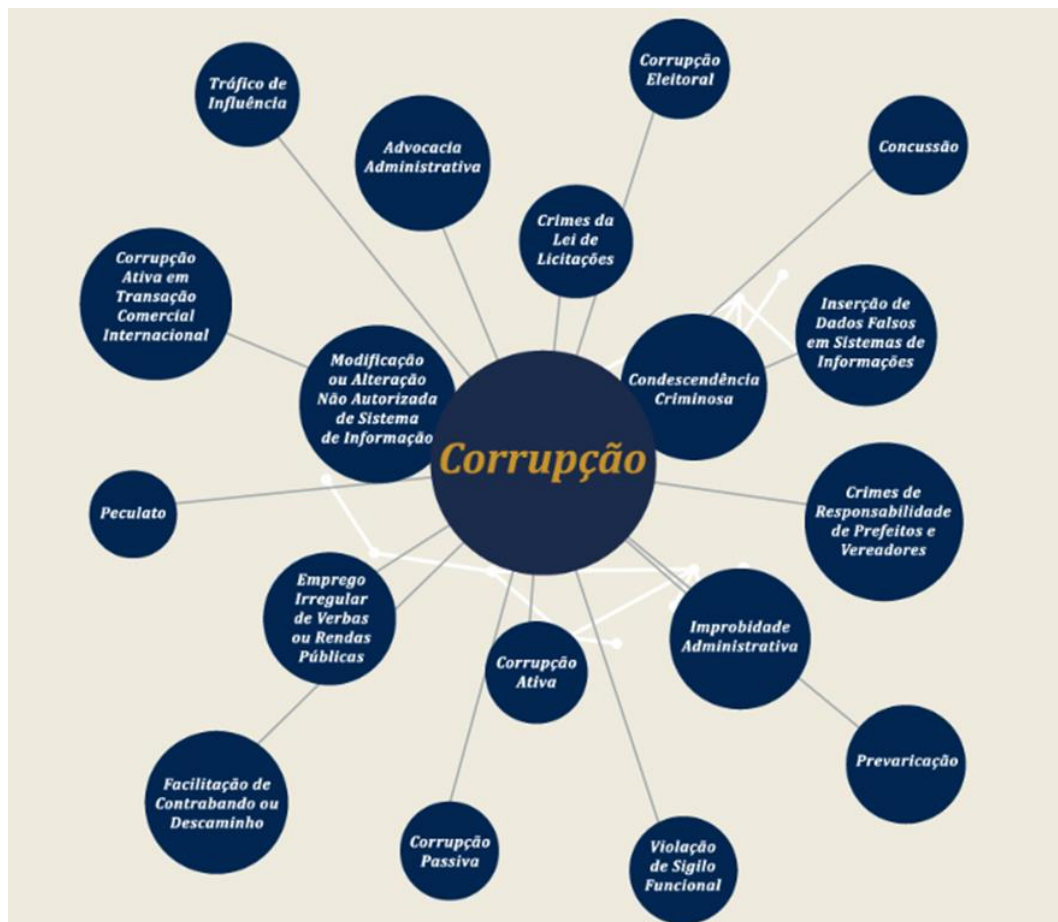 Tráfico de
Influência
Advocacia
Administrativa
Corrupção
Eleitoral
Concussão
Crimes da
Lei de
Licitações
Corrupção
Ativa em
Transação
Comercial
Internacional
Modificação
ou Alteração
Não Autorizada
de Sistema
de Informação
Condescendência
Criminosa
Inserção de
Dados Falsos
em Sistemas de
Informações
Corrupção
Peculato
Crimes de
Responsabilidade
de Prefeitos e
Vereadores
Emprego
Irregular
de Verbas
ou Rendas
Públicas
Corrupção
Ativa
Improbidade
Administrativa
Prevaricação
Facilitação de
Contrabando ou
Descaminho
Corrupção
Passiva
Violação
de Sigilo
Funcional